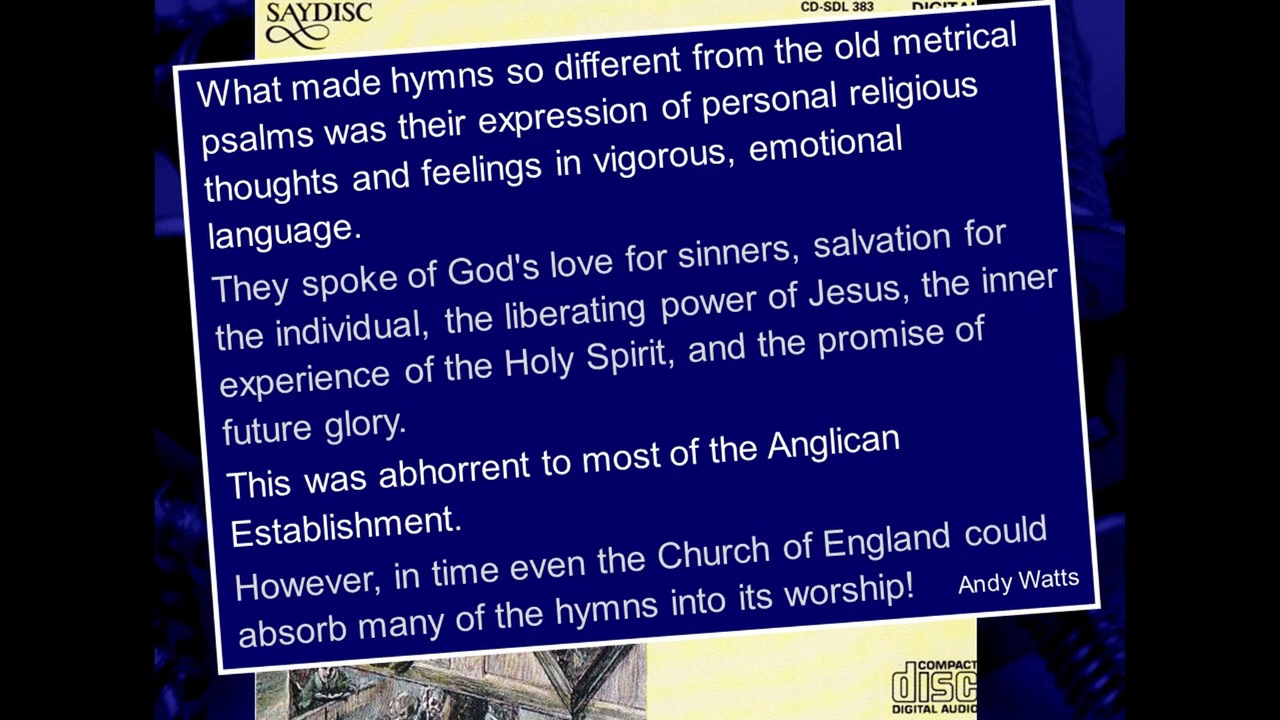 SAYDISC
CD-SDL 383 DIGITAL
What made hymns so different from the old metrical
psalms was their expression of personal religious
thoughts and feelings in vigorous, emotional
language.
They spoke of God's love for sinners, salvation for
the individual, the liberating power of Jesus, the inner
experience of the Holy Spirit, and the promise of
future glory.
This was abhorrent to most of the Anglican
Establishment.
However, in time even the Church of England could
absorb many of the hymns into its worship!
Andy Watts
COMPACT
disc
DIGITAL AUDIO